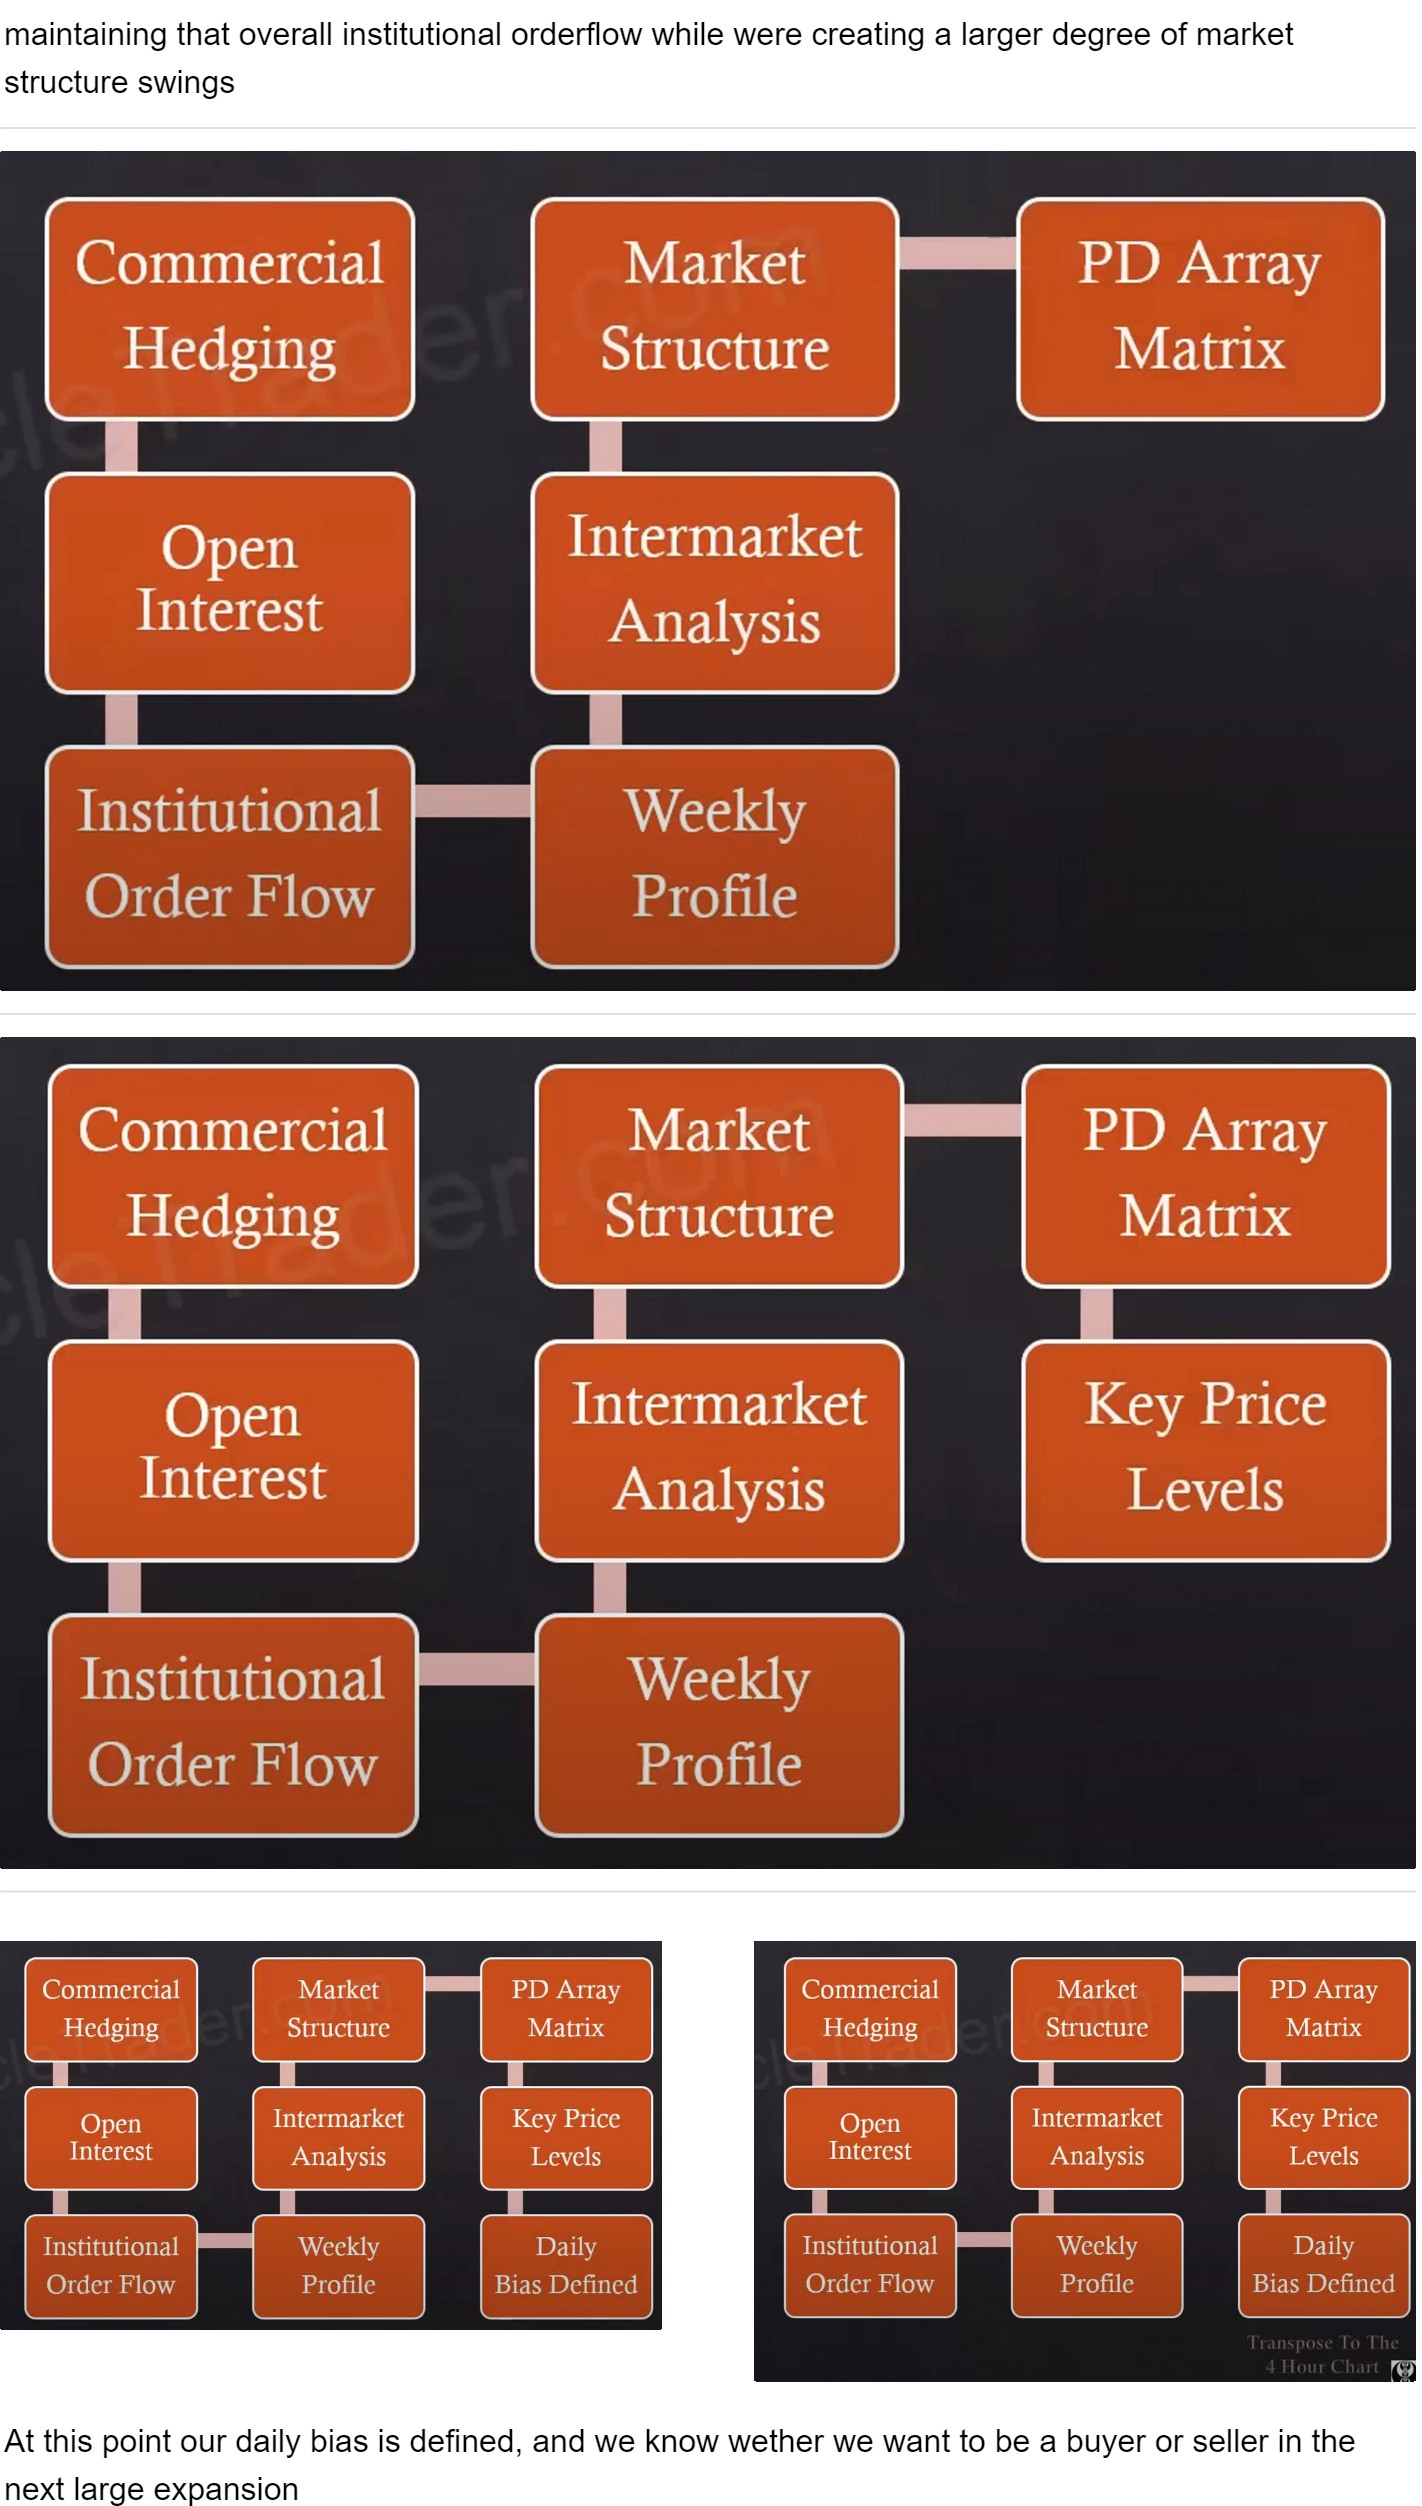 maintaining that overall institutional orderflow while were creating a larger degree of market
structure swings
Commercial
Hedging
Market
Structure
PD Array
Matrix
Open
Interest
Intermarket
Analysis
Institutional
Order Flow
Weekly
Profile
Commercial
Hedging
Market
Structure
PD Array
Matrix
Open
Interest
Intermarket
Analysis
Key Price
Levels
Institutional
Order Flow
Weekly
Profile
Commercial
Hedging
Market
Structure
PD Array
Matrix
Open
Interest
Intermarket
Analysis
Key Price
Levels
Institutional
Order Flow
Weekly
Profile
Daily
Bias Defined
Commercial
Hedging
Market
Structure
PD Array
Matrix
Open
Interest
Intermarket
Analysis
Key Price
Levels
Institutional
Order Flow
Weekly
Profile
Daily
Bias Defined
Transpose To The
4 Hour Chart
At this point our daily bias is defined, and we know wether we want to be a buyer or seller in the
next large expansion